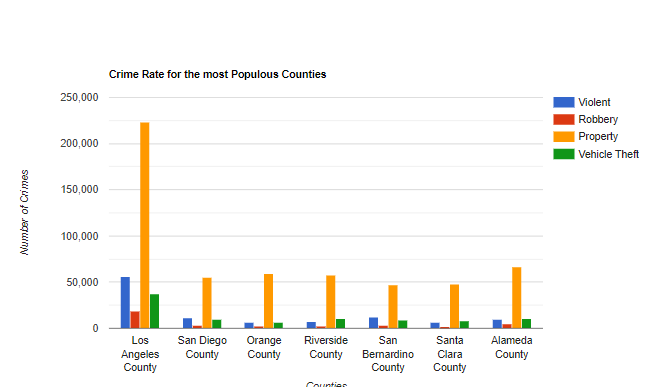 Crime Rate for the most Populous Counties
250,000
200,000
150,000
100,000
50,000
0
Number of Crimes
Violent
Robbery
Property
Vehicle Theft
Los
Angeles
County
San Diego
County
Orange
County
Riverside
County
San
Bernardino
County
Santa
Clara
County
Alameda
County
Counties